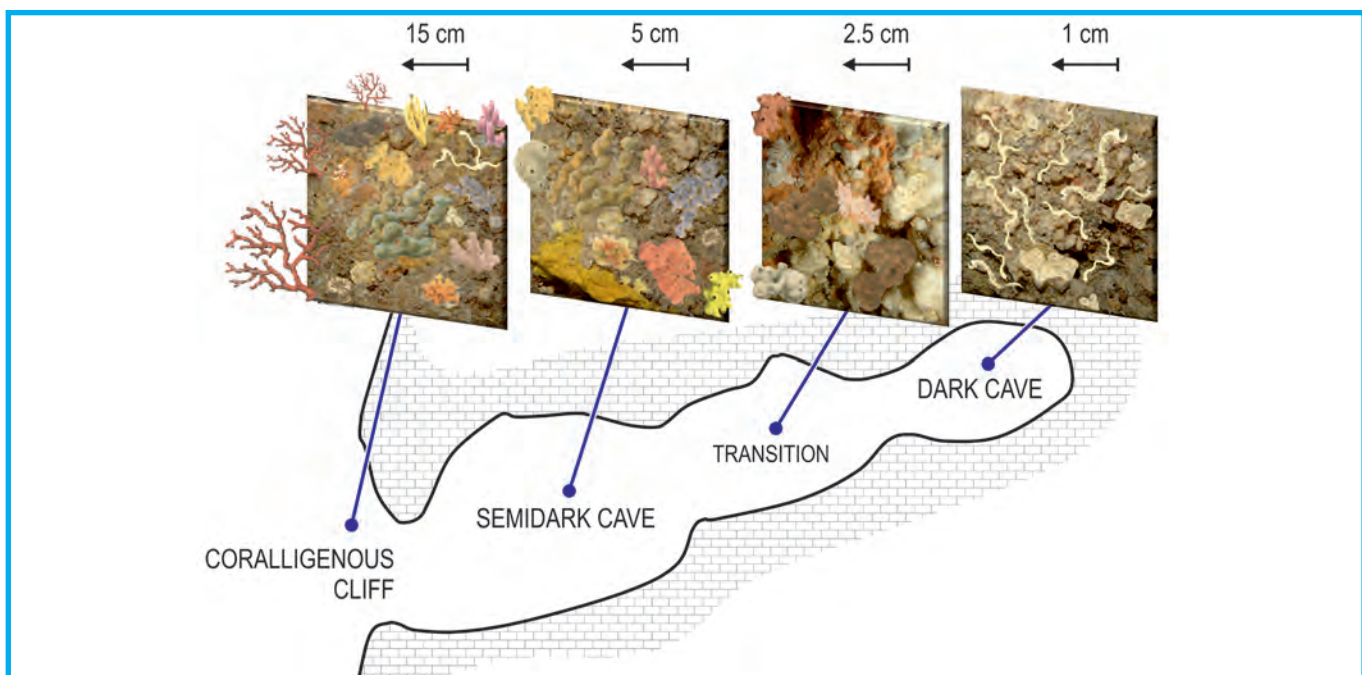 15 cm
5 cm
2.5 cm
1 cm
DARK CAVE
TRANSITION
SEMIDARK CAVE
CORALLIGENOUS
CLIFF